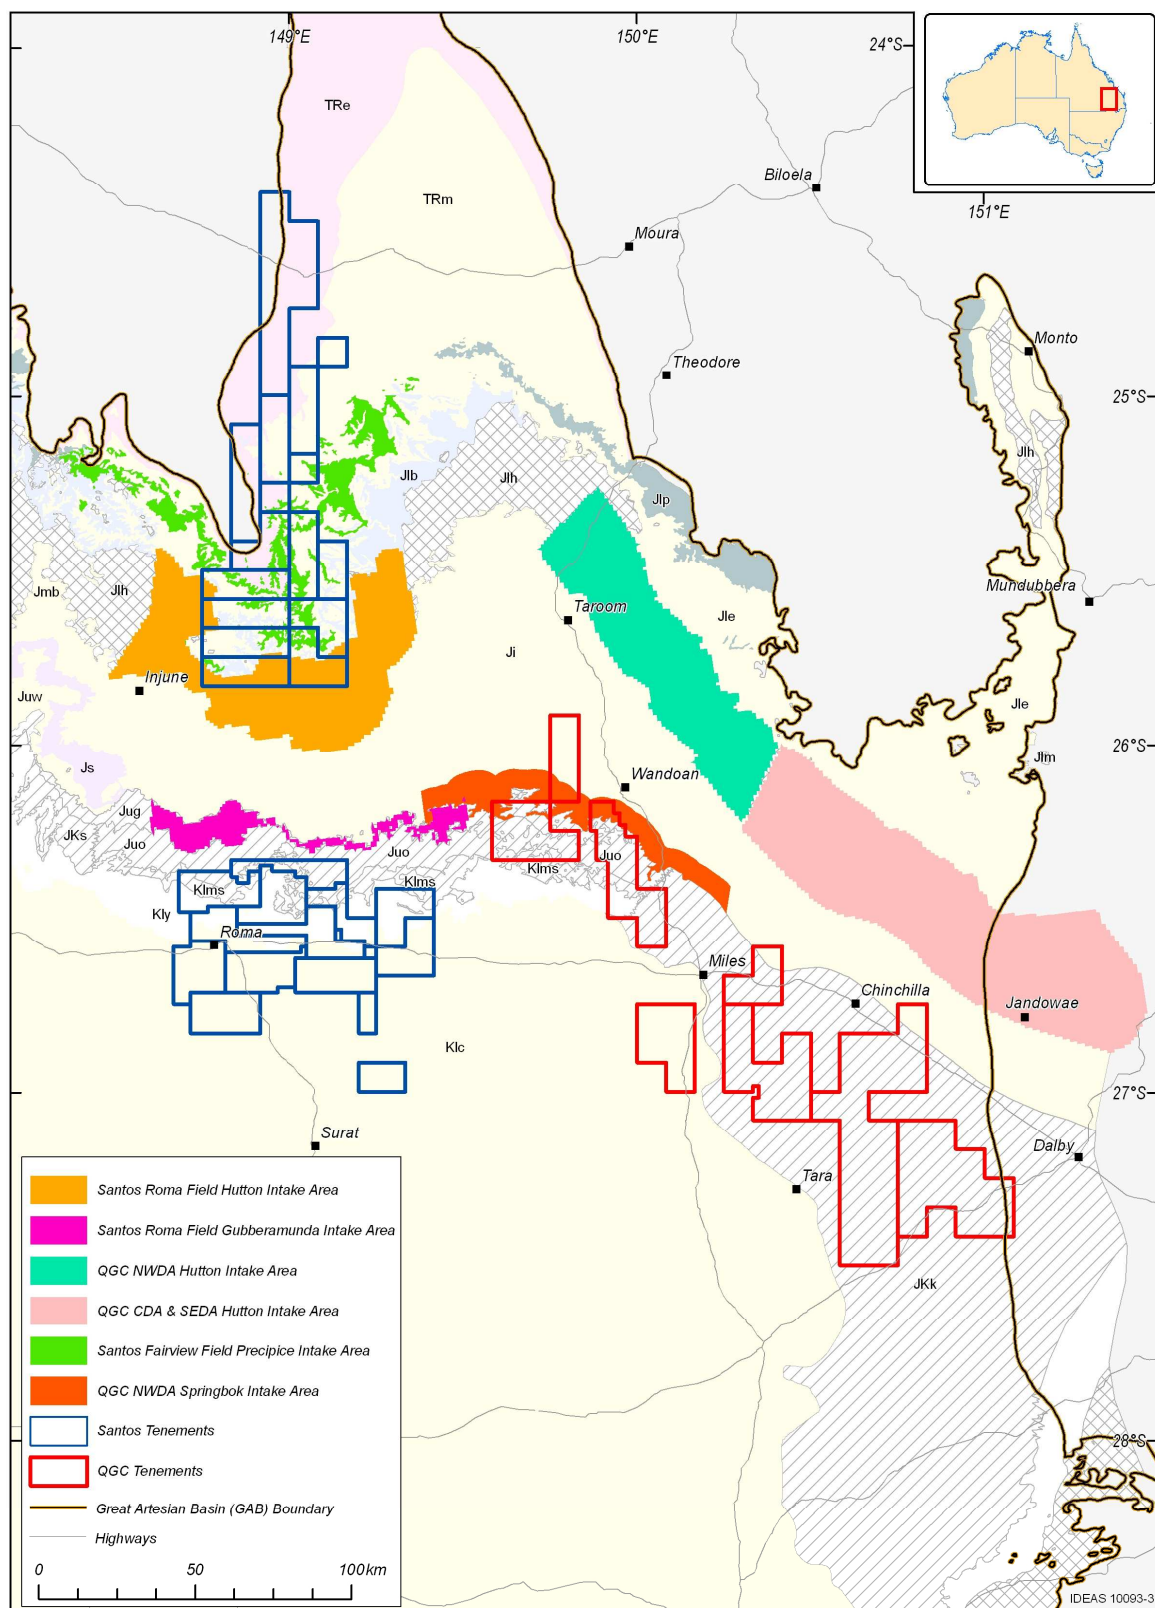 149°E
150°E
24°S
TRe
TRm
Biloela
151°E
Moura
Monto
Theodore
25°S
Jlb
Jlh
Jlh
Jlp
Jmb
Jlh
Mundubbera
Taroom
Jle
Ji
Injune
Juw
Jle
26°S
Jlm
Js
Wandoan
Jug
JKs
Juo
Juo
Juo
Klms
Klms
Klms
Kly
Roma
Miles
Chinchilla
Jandowae
Klc
27°S
Surat
Dalby
Tara
JKk
28°S
Santos Roma Field Hutton Intake Area
Santos Roma Field Gubberamunda Intake Area
QGC NWDA Hutton Intake Area
QGC CDA & SEDA Hutton Intake Area
Santos Fairview Field Precipice Intake Area
QGC NWDA Springbok Intake Area
Santos Tenements
QGC Tenements
Great Artesian Basin (GAB) Boundary
Highways
0 50 100km
IDEAS 10093-3